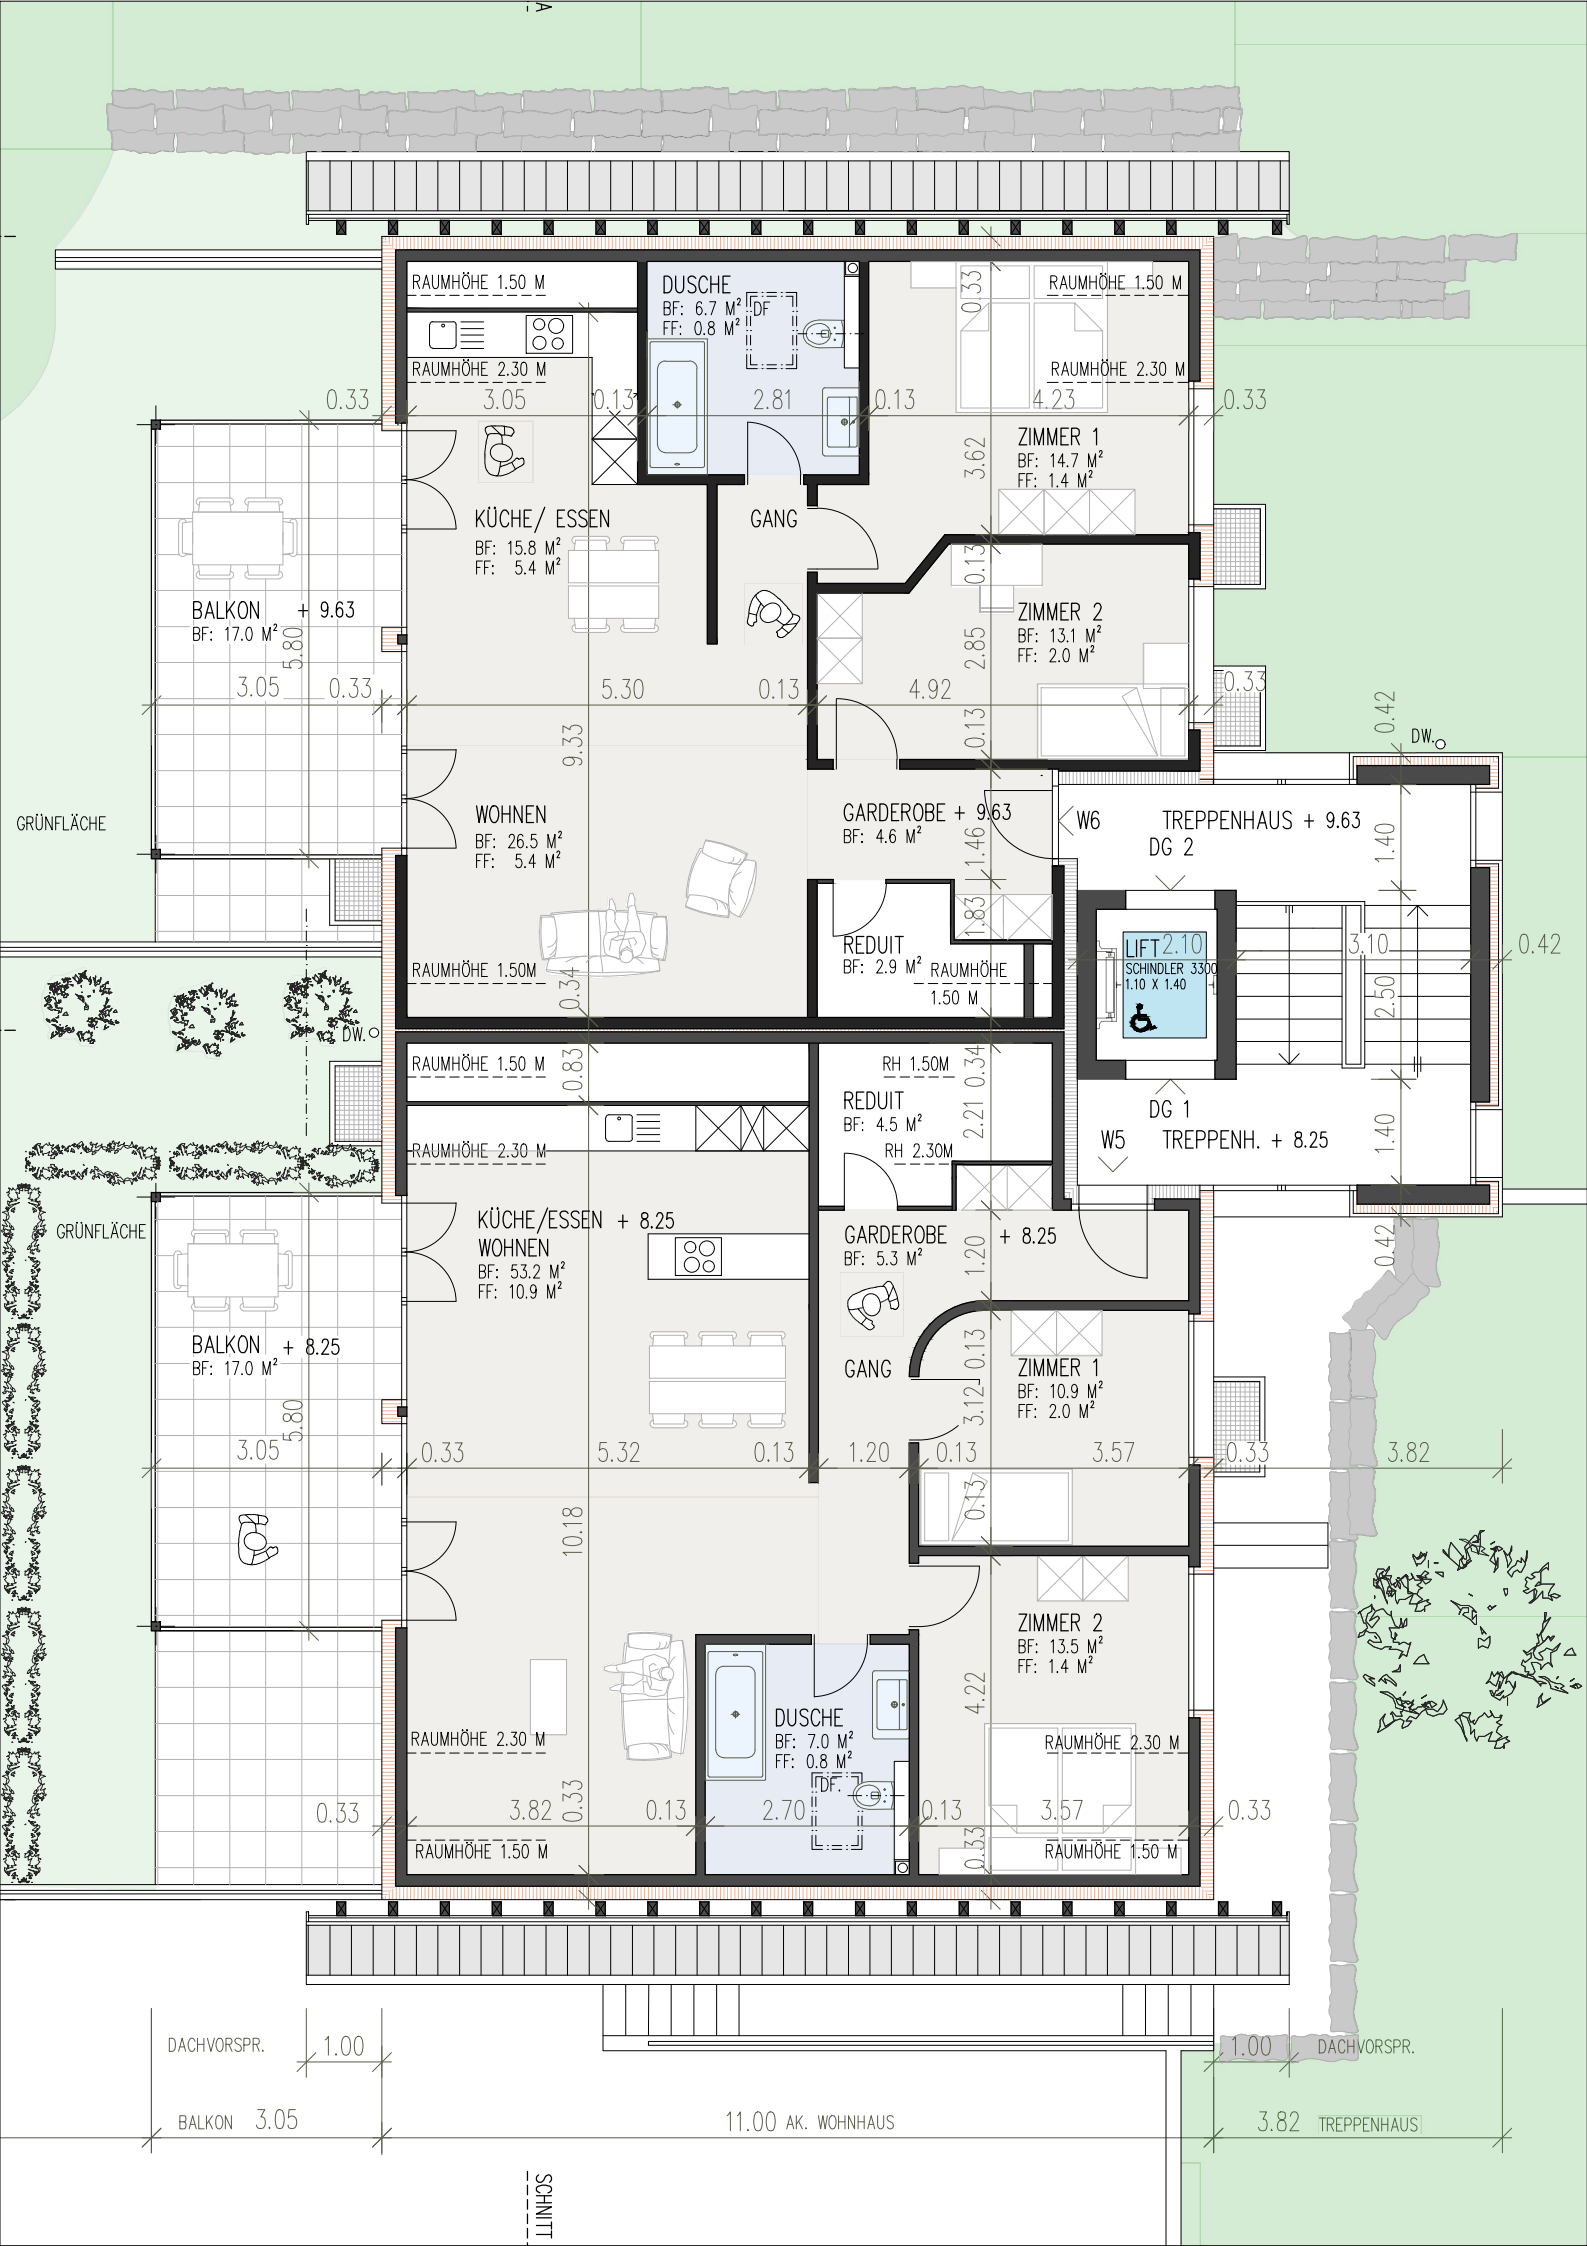 A
RAUMHÖHE 1.50 M
DUSCHE
BF: 6.7 M²
FF: 0.8 M²
DF
0.33
RAUMHÖHE 1.50 M
RAUMHÖHE 2.30 M
RAUMHÖHE 2.30 M
0.33
3.05
0.13
2.81
0.13
4.23
0.33
3.62
ZIMMER 1
BF: 14.7 M²
FF: 1.4 M²
KÜCHE/ ESSEN
BF: 15.8 M²
FF: 5.4 M²
GANG
0.13
BALKON + 9.63
BF: 17.0 M²
5.80
ZIMMER 2
BF: 13.1 M²
FF: 2.0 M²
2.85
3.05
0.33
5.30
0.13
4.92
0.33
0.13
9.33
0.42
DW.
GRÜNFLÄCHE
WOHNEN
BF: 26.5 M²
FF: 5.4 M²
GARDEROBE + 9.63
BF: 4.6 M²
1.46
W6
TREPPENHAUS + 9.63
DG 2
1.40
1.83
REDUIT
BF: 2.9 M²
RAUMHÖHE
1.50 M
RAUMHÖHE 1.50M
0.34
LIFT
SCHINDLER 3300
1.10 X 1.40
2.10
3.10
0.42
2.50
DW.
RAUMHÖHE 1.50 M
0.83
RH 1.50M
0.34
REDUIT
BF: 4.5 M²
2.21
RH 2.30M
DG 1
W5
TREPPENH. + 8.25
1.40
RAUMHÖHE 2.30 M
GRÜNFLÄCHE
KÜCHE/ESSEN + 8.25
WOHNEN
BF: 53.2 M²
FF: 10.9 M²
GARDEROBE
BF: 5.3 M²
+ 8.25
1.20
0.42
BALKON + 8.25
BF: 17.0 M²
5.80
GANG
0.13
ZIMMER 1
BF: 10.9 M²
FF: 2.0 M²
3.12
3.05
0.33
5.32
0.13
1.20
0.13
3.57
0.33
3.82
0.13
10.18
ZIMMER 2
BF: 13.5 M²
FF: 1.4 M²
4.22
DUSCHE
BF: 7.0 M²
FF: 0.8 M²
DF.
RAUMHÖHE 2.30 M
RAUMHÖHE 2.30 M
0.33
3.82
0.33
0.13
2.70
0.13
3.57
0.33
0.33
RAUMHÖHE 1.50 M
RAUMHÖHE 1.50 M
DACHVORSPR.
1.00
1.00
DACHVORSPR.
BALKON 3.05
11.00 AK. WOHNHAUS
3.82 TREPPENHAUS
SCHNITT